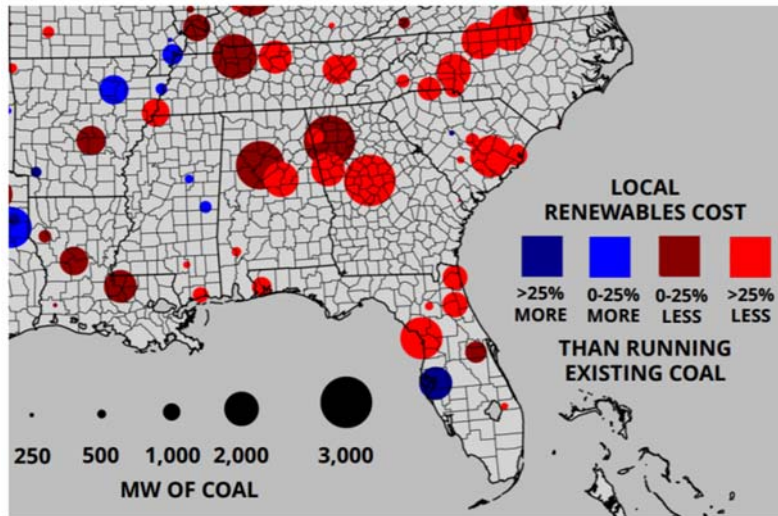 LOCAL
RENEWABLES COST
>25% MORE
0-25% MORE
0-25% LESS
>25% LESS
THAN RUNNING
EXISTING COAL
250 500 1,000 2,000 3,000
MW OF COAL